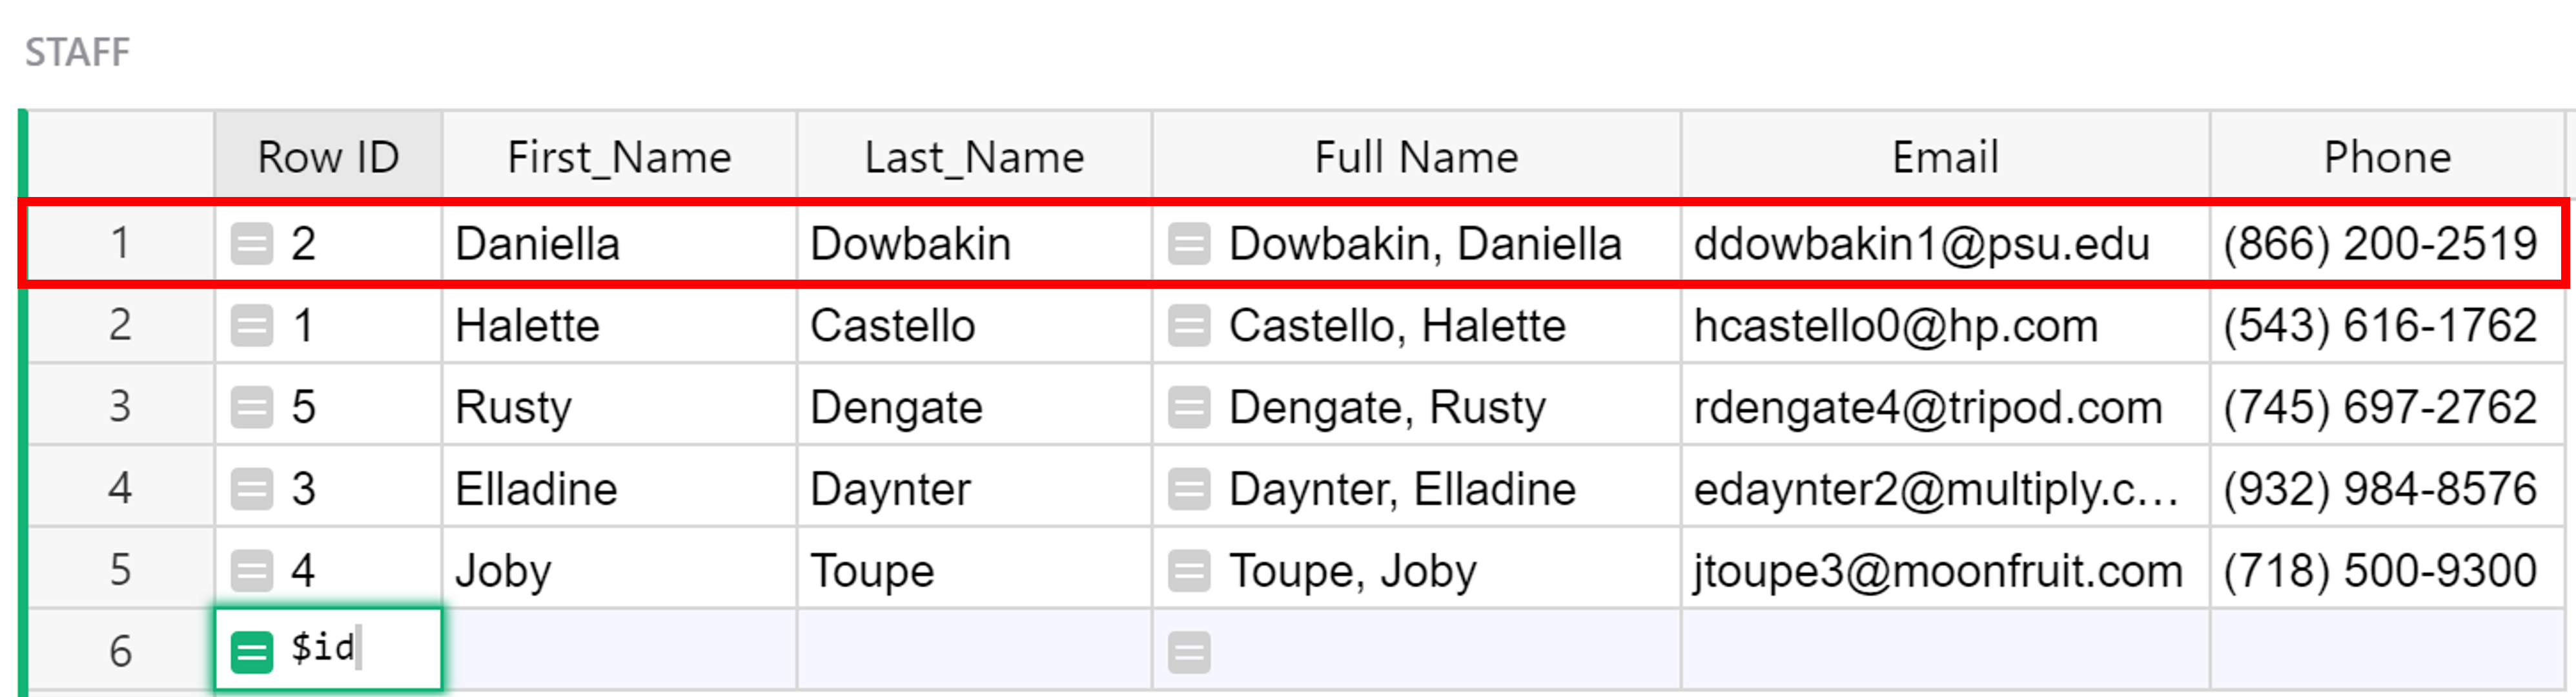 STAFF
Row ID First_Name Last_Name Full Name Email Phone
1 2 Daniella Dowbakin Dowbakin, Daniella ddowbakin1@psu.edu (866) 200-2519
2 1 Halette Castello Castello, Halette hcastello0@hp.com (543) 616-1762
3 5 Rusty Dengate Dengate, Rusty rdengate4@tripod.com (745) 697-2762
4 3 Elladine Daynter Daynter, Elladine edaynter2@multiply.c... (932) 984-8576
5 4 Joby Toupe Toupe, Joby jtoupe3@moonfruit.com (718) 500-9300
6 $id